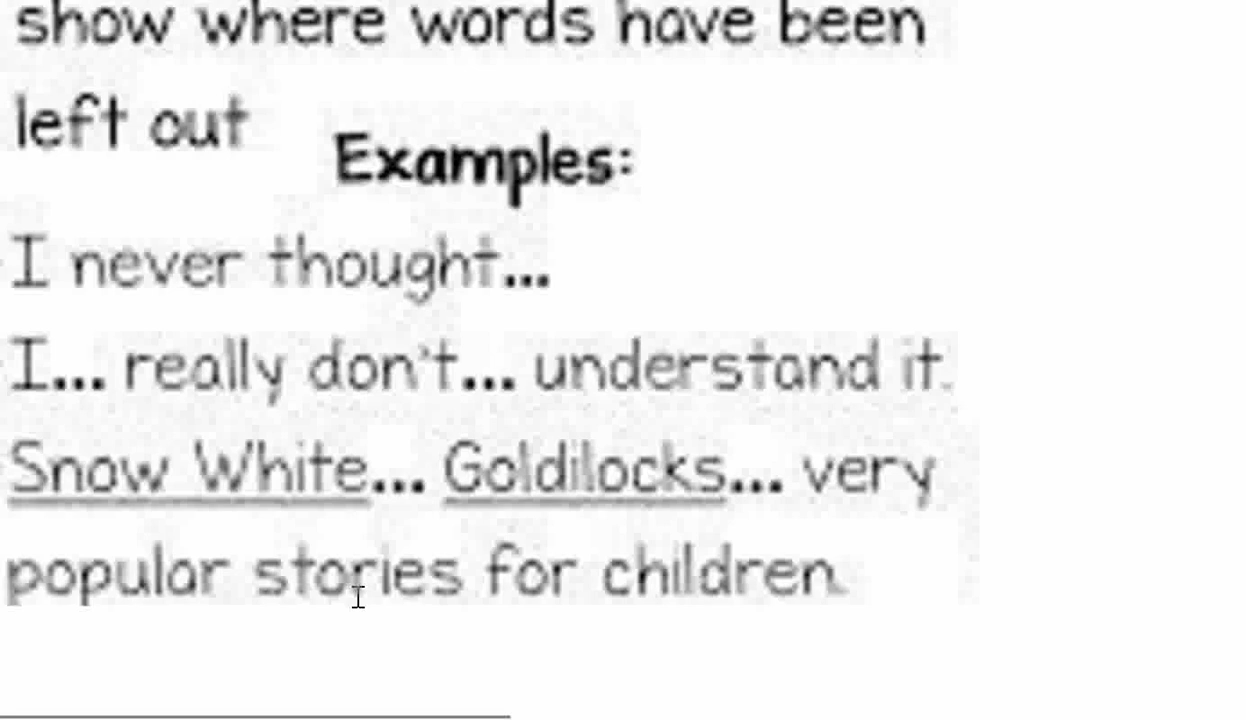 show where words have been
left out
Examples:
I never thought...
I... really don't... understand it.
Snow White... Goldilocks... very
popular stories for children.